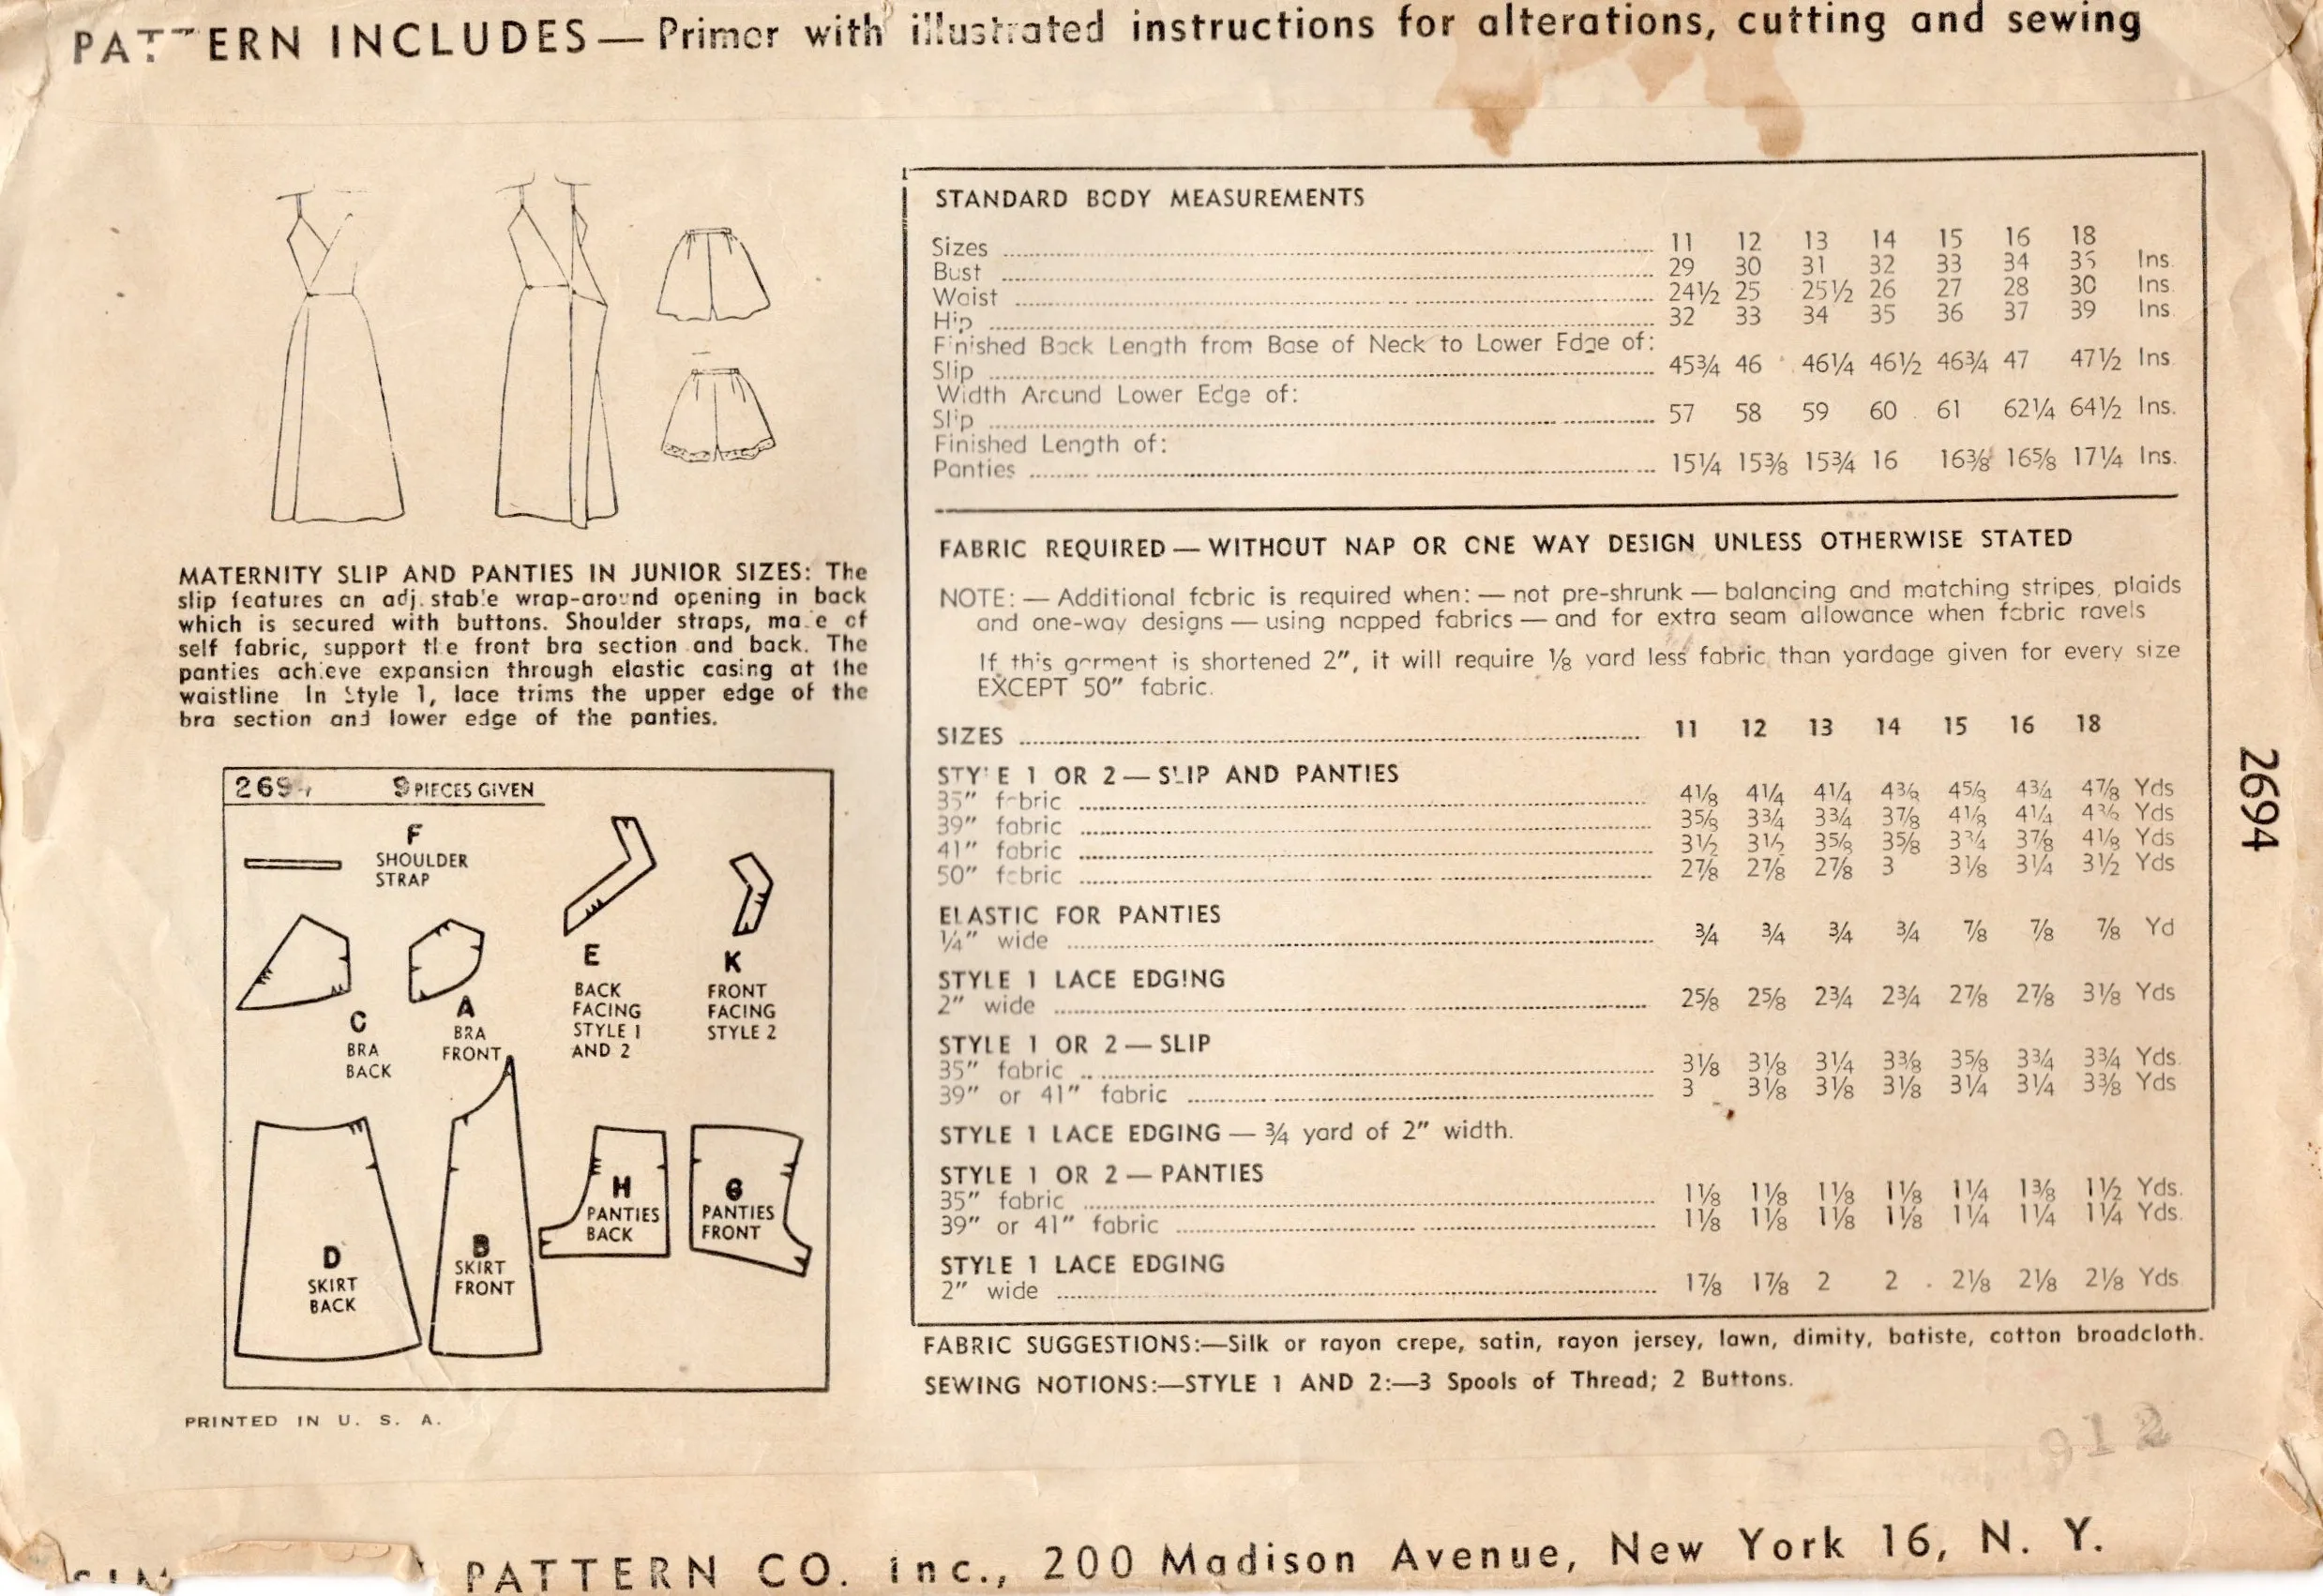 PATTERN INCLUDES — Primer with illustrated instructions for alterations, cutting and sewing
MATERNITY SLIP AND PANTIES IN JUNIOR SIZES: The
slip features an adjustable wrap-around opening in back
which is secured with buttons. Shoulder straps, made of
self fabric, support the front bra section and back. The
panties achieve expansion through elastic casing at the
waistline In Style 1, lace trims the upper edge of the
bra section and lower edge of the panties.
2694 9 PIECES GIVEN
F
SHOULDER
STRAP
E
BACK
FACING
STYLE 1
AND 2
K
FRONT
FACING
STYLE 2
C
BRA
BACK
A
BRA
FRONT
D
SKIRT
BACK
B
SKIRT
FRONT
H
PANTIES
BACK
G
PANTIES
FRONT
PRINTED IN U. S. A.
STANDARD BODY MEASUREMENTS
Sizes 11 12 13 14 15 16 18
Bust 29 30 31 32 33 34 35 Ins.
Waist 24½ 25 25½ 26 27 28 30 Ins.
Hip 32 33 34 35 36 37 39 Ins.
Finished Back Length from Base of Neck to Lower Edge of:
Slip 45¾ 46 46¼ 46½ 46¾ 47 47½ Ins.
Width Around Lower Edge of:
Slip 57 58 59 60 61 62¼ 64½ Ins.
Finished Length of:
Panties 15¼ 15⅜ 15¾ 16 16⅜ 16⅝ 17¼ Ins.
FABRIC REQUIRED — WITHOUT NAP OR ONE WAY DESIGN UNLESS OTHERWISE STATED
NOTE: — Additional fabric is required when: — not pre-shrunk — balancing and matching stripes, plaids
and one-way designs — using napped fabrics — and for extra seam allowance when fabric ravels
If this garment is shortened 2″, it will require ⅛ yard less fabric than yardage given for every size
EXCEPT 50″ fabric.
SIZES 11 12 13 14 15 16 18
STYLE 1 OR 2 — SLIP AND PANTIES
35″ fabric 4⅛ 4¼ 4¼ 4⅜ 4⅝ 4¾ 4⅞ Yds
39″ fabric 3⅝ 3¾ 3¾ 3⅞ 4⅛ 4¼ 4⅜ Yds
41″ fabric 3½ 3½ 3⅝ 3⅝ 3¾ 3⅞ 4⅛ Yds
50″ fabric 2⅞ 2⅞ 2⅞ 3 3⅛ 3¼ 3½ Yds
ELASTIC FOR PANTIES
¼″ wide ¾ ¾ ¾ ¾ ⅞ ⅞ ⅞ Yd
STYLE 1 LACE EDGING
2″ wide 2⅝ 2⅝ 2¾ 2¾ 2⅞ 2⅞ 3⅛ Yds
STYLE 1 OR 2 — SLIP
35″ fabric 3⅛ 3⅛ 3¼ 3⅜ 3⅝ 3¾ 3¾ Yds.
39″ or 41″ fabric 3 3⅛ 3⅛ 3⅛ 3¼ 3¼ 3⅜ Yds
STYLE 1 LACE EDGING — ¾ yard of 2″ width.
STYLE 1 OR 2 — PANTIES
35″ fabric 1⅛ 1⅛ 1⅛ 1⅛ 1¼ 1⅜ 1½ Yds.
39″ or 41″ fabric 1⅛ 1⅛ 1⅛ 1⅛ 1¼ 1¼ 1¼ Yds.
STYLE 1 LACE EDGING
2″ wide 1⅞ 1⅞ 2 2 2⅛ 2⅛ 2⅛ Yds
FABRIC SUGGESTIONS:—Silk or rayon crepe, satin, rayon jersey, lawn, dimity, batiste, cotton broadcloth.
SEWING NOTIONS:—STYLE 1 AND 2:—3 Spools of Thread; 2 Buttons.
2694
912
PATTERN CO. inc., 200 Madison Avenue, New York 16, N. Y.